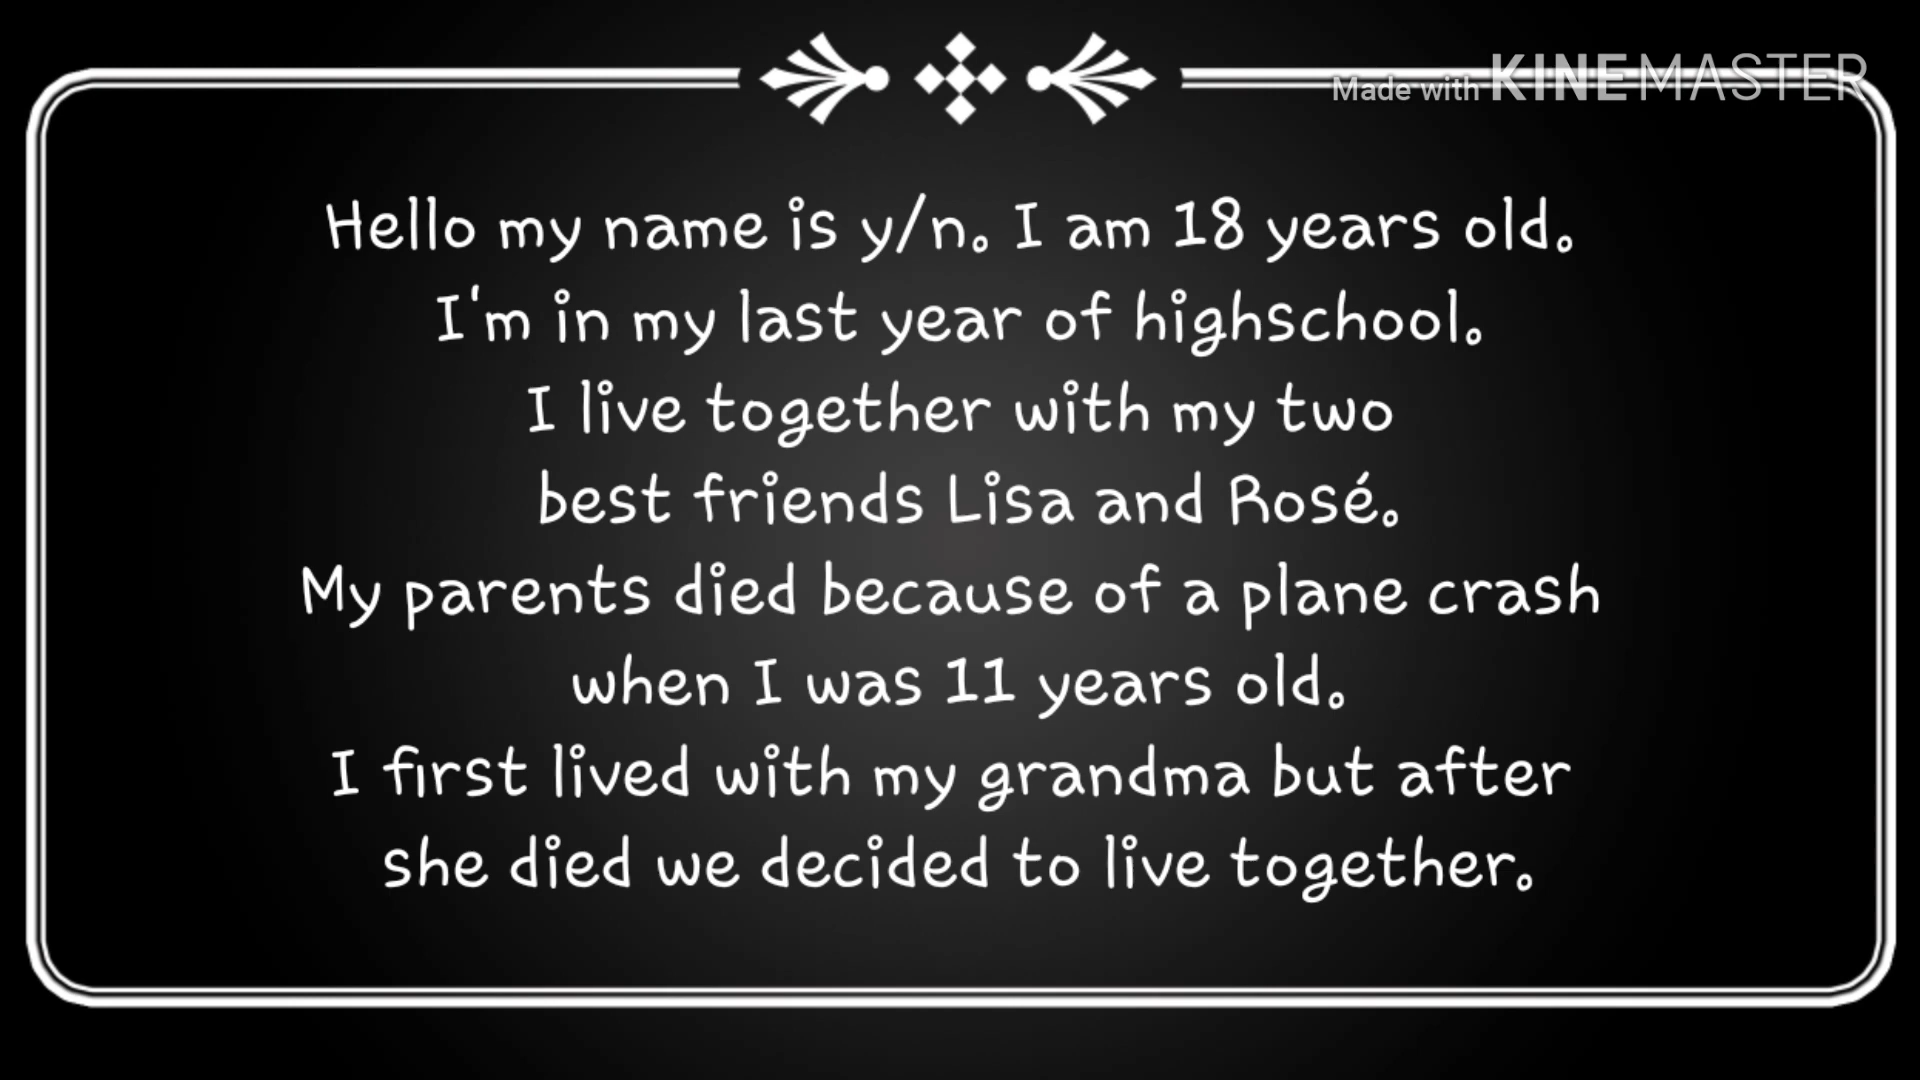 Made with KINEMASTER
Hello my name is y/n. I am 18 years old.
I'm in my last year of highschool.
I live together with my two
best friends Lisa and Rosé.
My parents died because of a plane crash
when I was 11 years old.
I first lived with my grandma but after
she died we decided to live together.